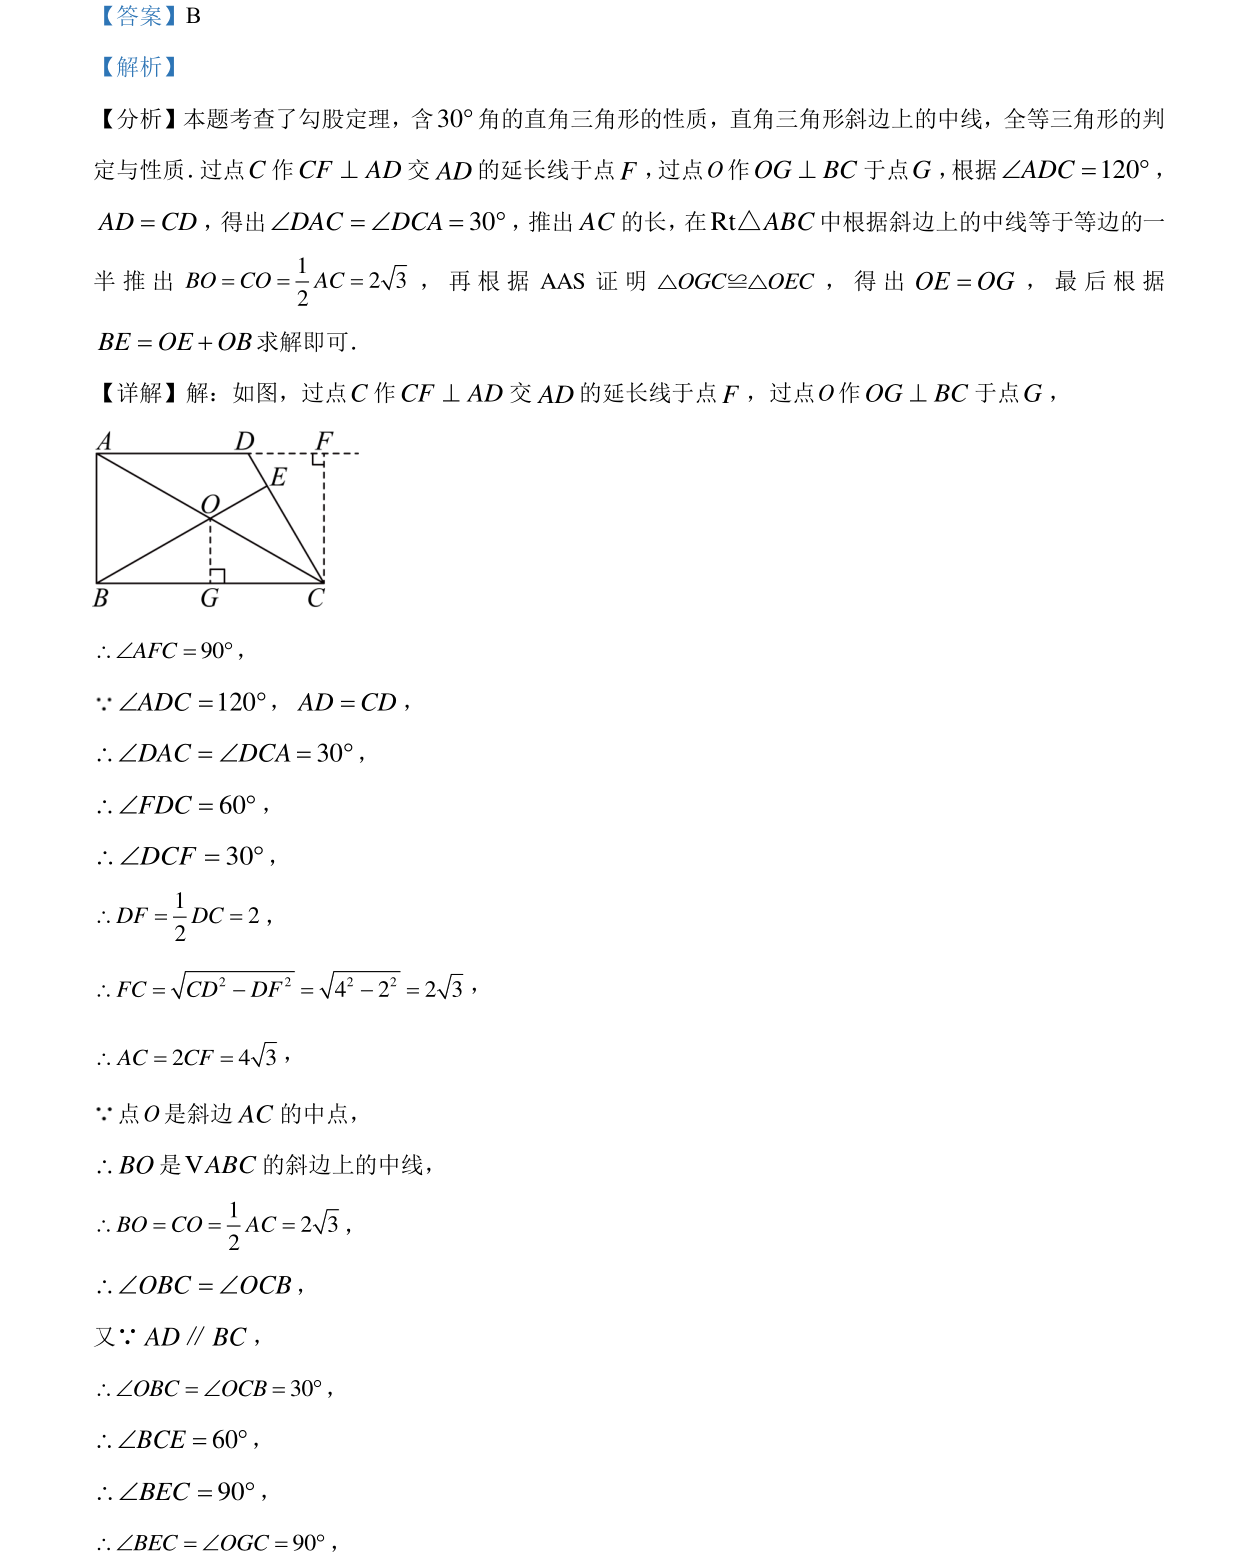 【答案】B
【解析】
【分析】本题考查了勾股定理，含30°角的直角三角形的性质，直角三角形斜边上的中线，全等三角形的判
定与性质．过点C作CF⊥AD交AD的延长线于点F,过点O作OG⊥BC于点G,根据∠ADC=120°，
AD=CD，得出∠DAC=∠DCA=30°，推出AC的长，在Rt△ABC中根据斜边上的中线等于等边的一
半推出BO=CO=1/2AC=2√3，再根据AAS证明△OGC≌△OEC，得出OE=OG，最后根据
BE=OE+OB求解即可．
【详解】解：如图，过点C作CF⊥AD交AD的延长线于点F，过点O作OG⊥BC于点G，
A D F
E
O
B G C
∴∠AFC=90°，
∵∠ADC=120°，AD=CD，
∴∠DAC=∠DCA=30°，
∴∠FDC=60°，
∴∠DCF=30°，
∴DF=1/2DC=2，
∴FC=√(CD²−DF²)=√(4²−2²)=2√3，
∴AC=2CF=4√3，
∵点O是斜边AC的中点，
∴BO是VABC的斜边上的中线，
∴BO=CO=1/2AC=2√3，
∴∠OBC=∠OCB，
又∵AD∥BC，
∴∠OBC=∠OCB=30°，
∴∠BCE=60°，
∴∠BEC=90°，
∴∠BEC=∠OGC=90°，